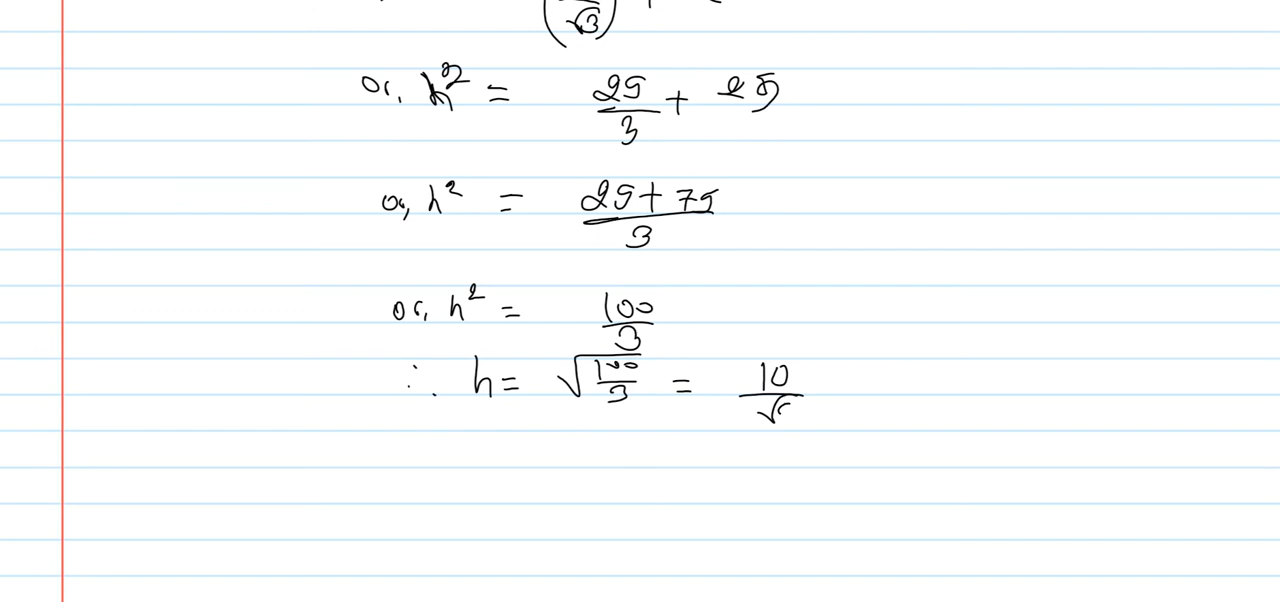 √3
or, h² = 25/3 + 25
or, h² = (25 + 75)/3
or, h² = 100/3
∴ h = √(100/3) = 10/√